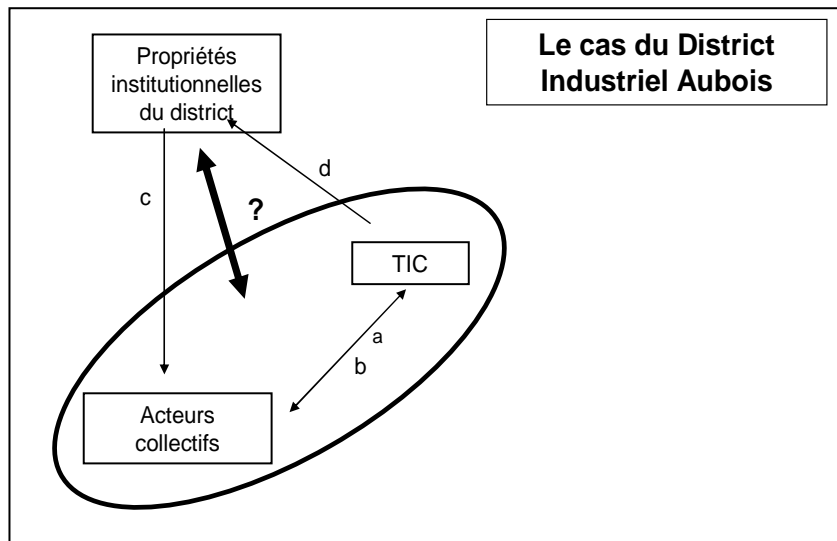 Propriétés
institutionnelles
du district
Le cas du District
Industriel Aubois
d
c
?
TIC
a
b
Acteurs
collectifs